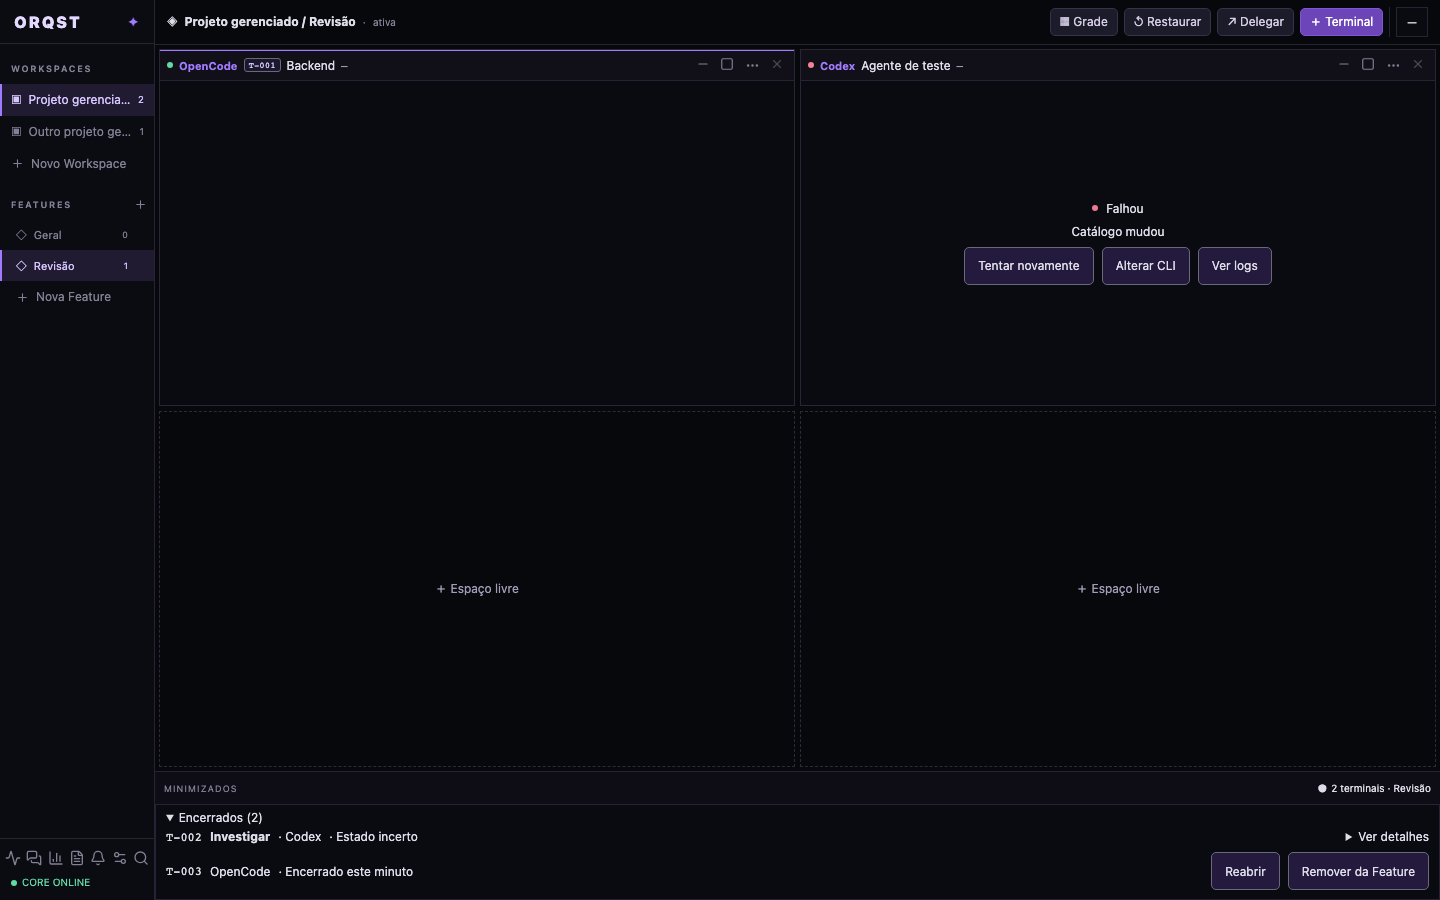 ORQST
Projeto gerenciado / Revisão · ativa
Grade
Restaurar
Delegar
+ Terminal
WORKSPACES
Projeto gerencia... 2
Outro projeto ge... 1
+ Novo Workspace
FEATURES +
Geral 0
Revisão 1
+ Nova Feature
CORE ONLINE
OpenCode T-001 Backend —
Codex Agente de teste —
Falhou
Catálogo mudou
Tentar novamente
Alterar CLI
Ver logs
+ Espaço livre
+ Espaço livre
MINIMIZADOS
2 terminais · Revisão
▼ Encerrados (2)
T-002 Investigar · Codex · Estado incerto
▶ Ver detalhes
T-003 OpenCode · Encerrado este minuto
Reabrir
Remover da Feature